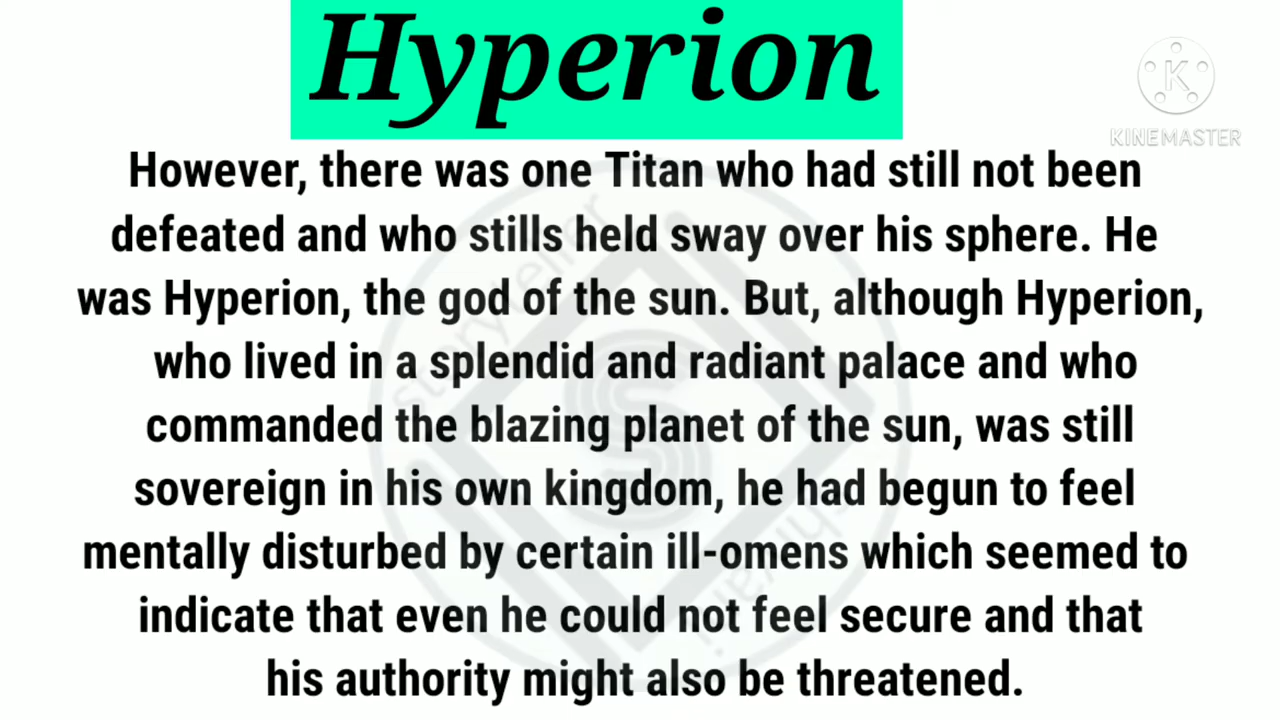 Hyperion
KINEMASTER
However, there was one Titan who had still not been
defeated and who stills held sway over his sphere. He
was Hyperion, the god of the sun. But, although Hyperion,
who lived in a splendid and radiant palace and who
commanded the blazing planet of the sun, was still
sovereign in his own kingdom, he had begun to feel
mentally disturbed by certain ill-omens which seemed to
indicate that even he could not feel secure and that
his authority might also be threatened.